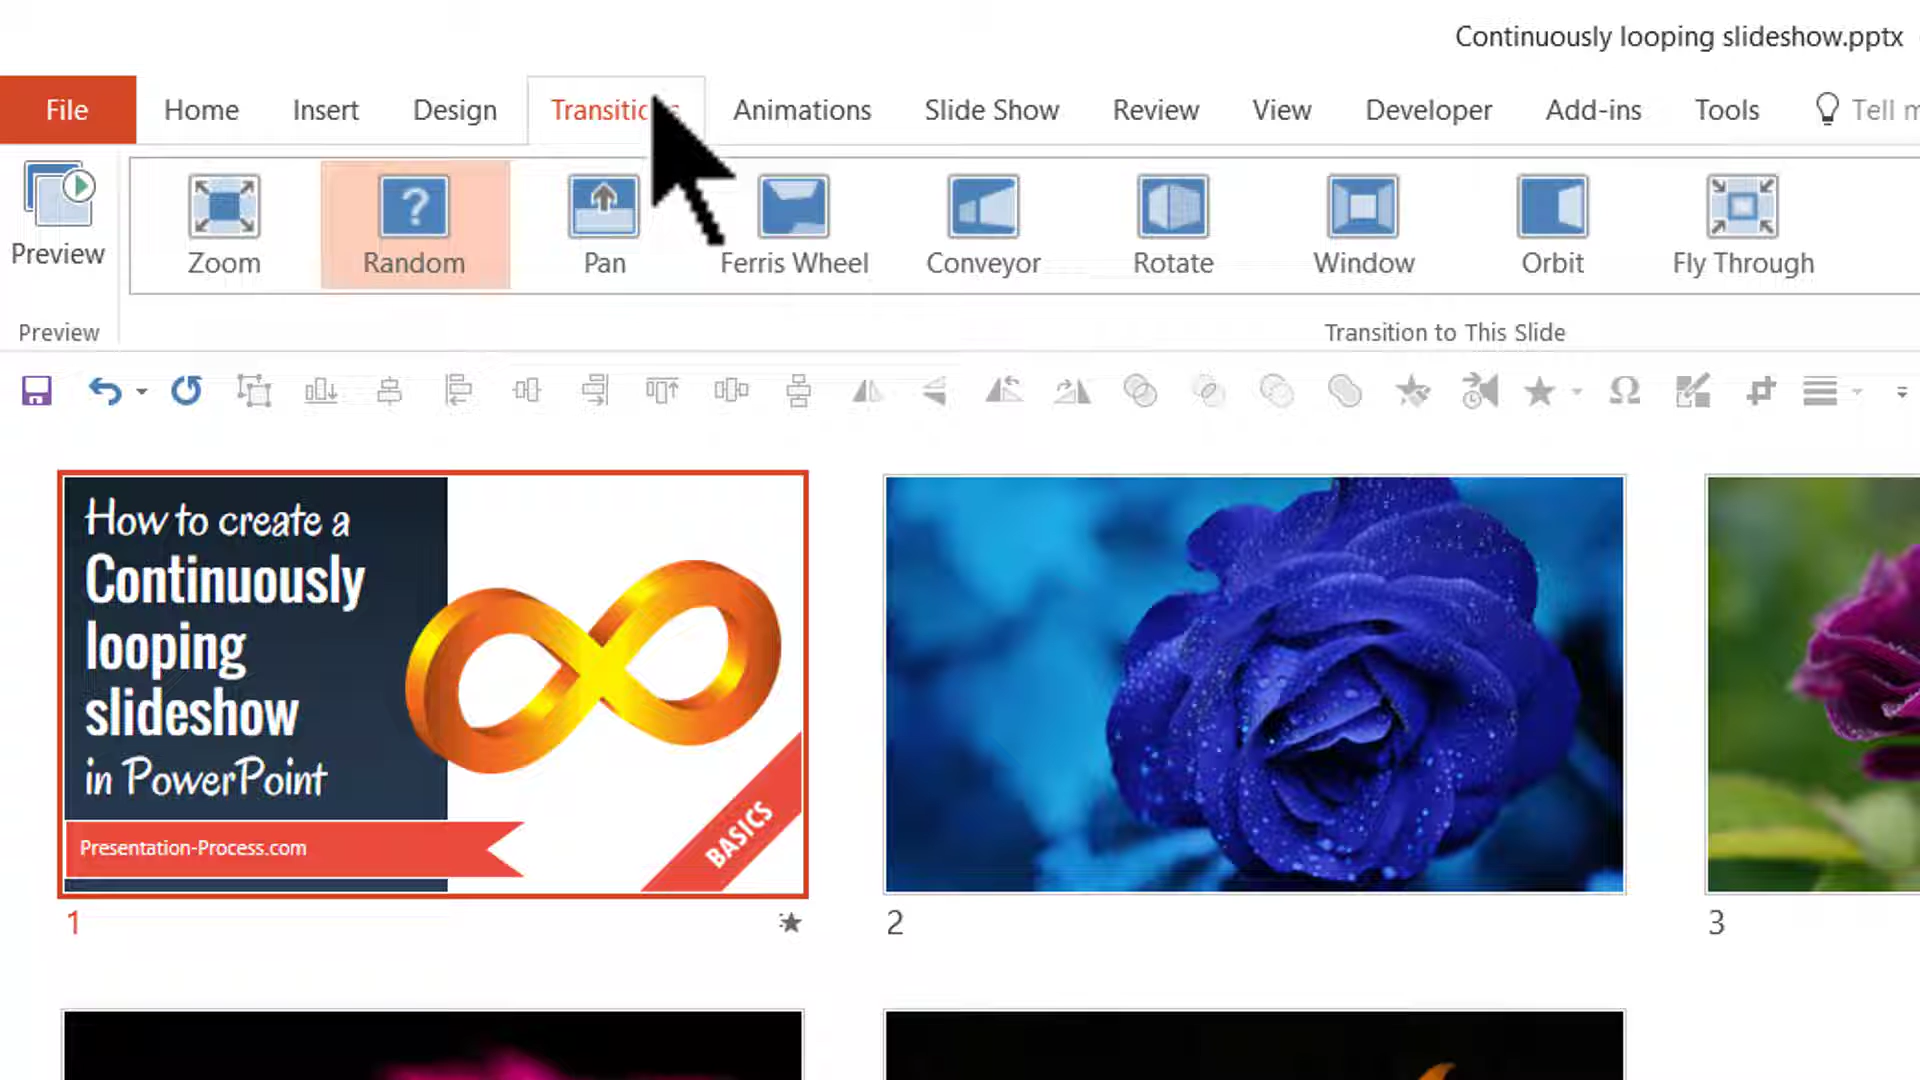 Continuously looping slideshow.pptx
File Home Insert Design Animations Slide Show Review View Developer Add-ins Tools Tell
Preview Zoom Random Pan Ferris Wheel Conveyor Rotate Window Orbit Fly Through
Preview Transition to This Slide
How to create a
Continuously
looping
slideshow
in PowerPoint
Presentation-Process.com
BASICS
1 2 3